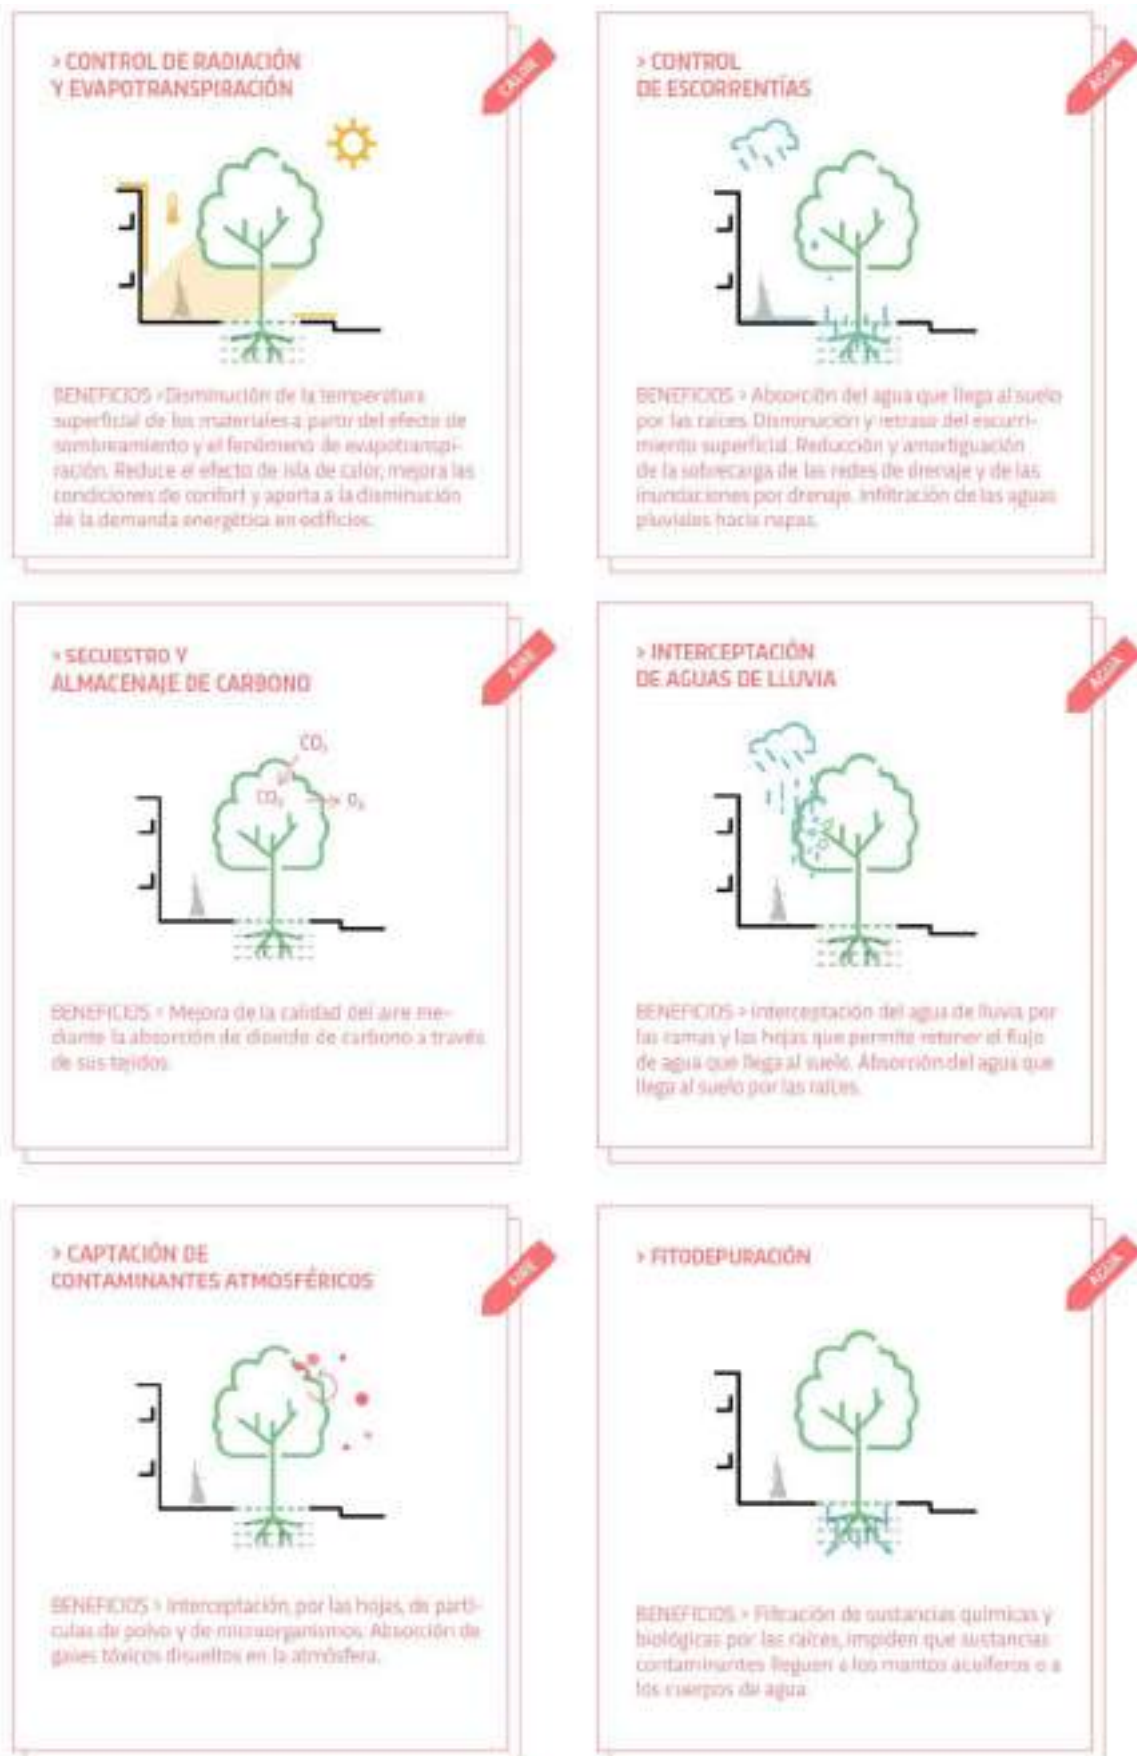 > CONTROL DE RADIACIÓN
Y EVAPOTRANSPIRACIÓN
CALOR
BENEFICIOS > Disminución de la temperatura
superficial de los materiales a partir del efecto de
sombreamiento y el fenómeno de evapotranspi-
ración. Reduce el efecto de isla de calor, mejora las
condiciones de confort y aporta a la disminución
de la demanda energética en edificios.
> CONTROL
DE ESCORRENTÍAS
AGUA
BENEFICIOS > Absorción del agua que llega al suelo
por las raíces. Disminución y retraso del escurri-
miento superficial. Reducción y amortiguación
de la sobrecarga de las redes de drenaje y de las
inundaciones por drenaje. Infiltración de las aguas
pluviales hacia napas.
> SECUESTRO Y
ALMACENAJE DE CARBONO
AIRE
CO₂
CO₂
O₂
BENEFICIOS > Mejora de la calidad del aire me-
diante la absorción de dioxido de carbono a través
de sus tejidos.
> INTERCEPTACIÓN
DE AGUAS DE LLUVIA
AGUA
BENEFICIOS > Interceptación del agua de lluvia por
las ramas y las hojas que permite retener el flujo
de agua que llega al suelo. Absorción del agua que
llega al suelo por las raíces.
> CAPTACIÓN DE
CONTAMINANTES ATMOSFÉRICOS
AIRE
BENEFICIOS > Interceptación, por las hojas, de partí-
culas de polvo y de microorganismos. Absorción de
gases tóxicos disueltos en la atmósfera.
> FITODEPURACIÓN
AGUA
BENEFICIOS > Filtración de sustancias químicas y
biológicas por las raíces, impiden que sustancias
contaminantes lleguen a los mantos acuíferos o a
los cuerpos de agua.